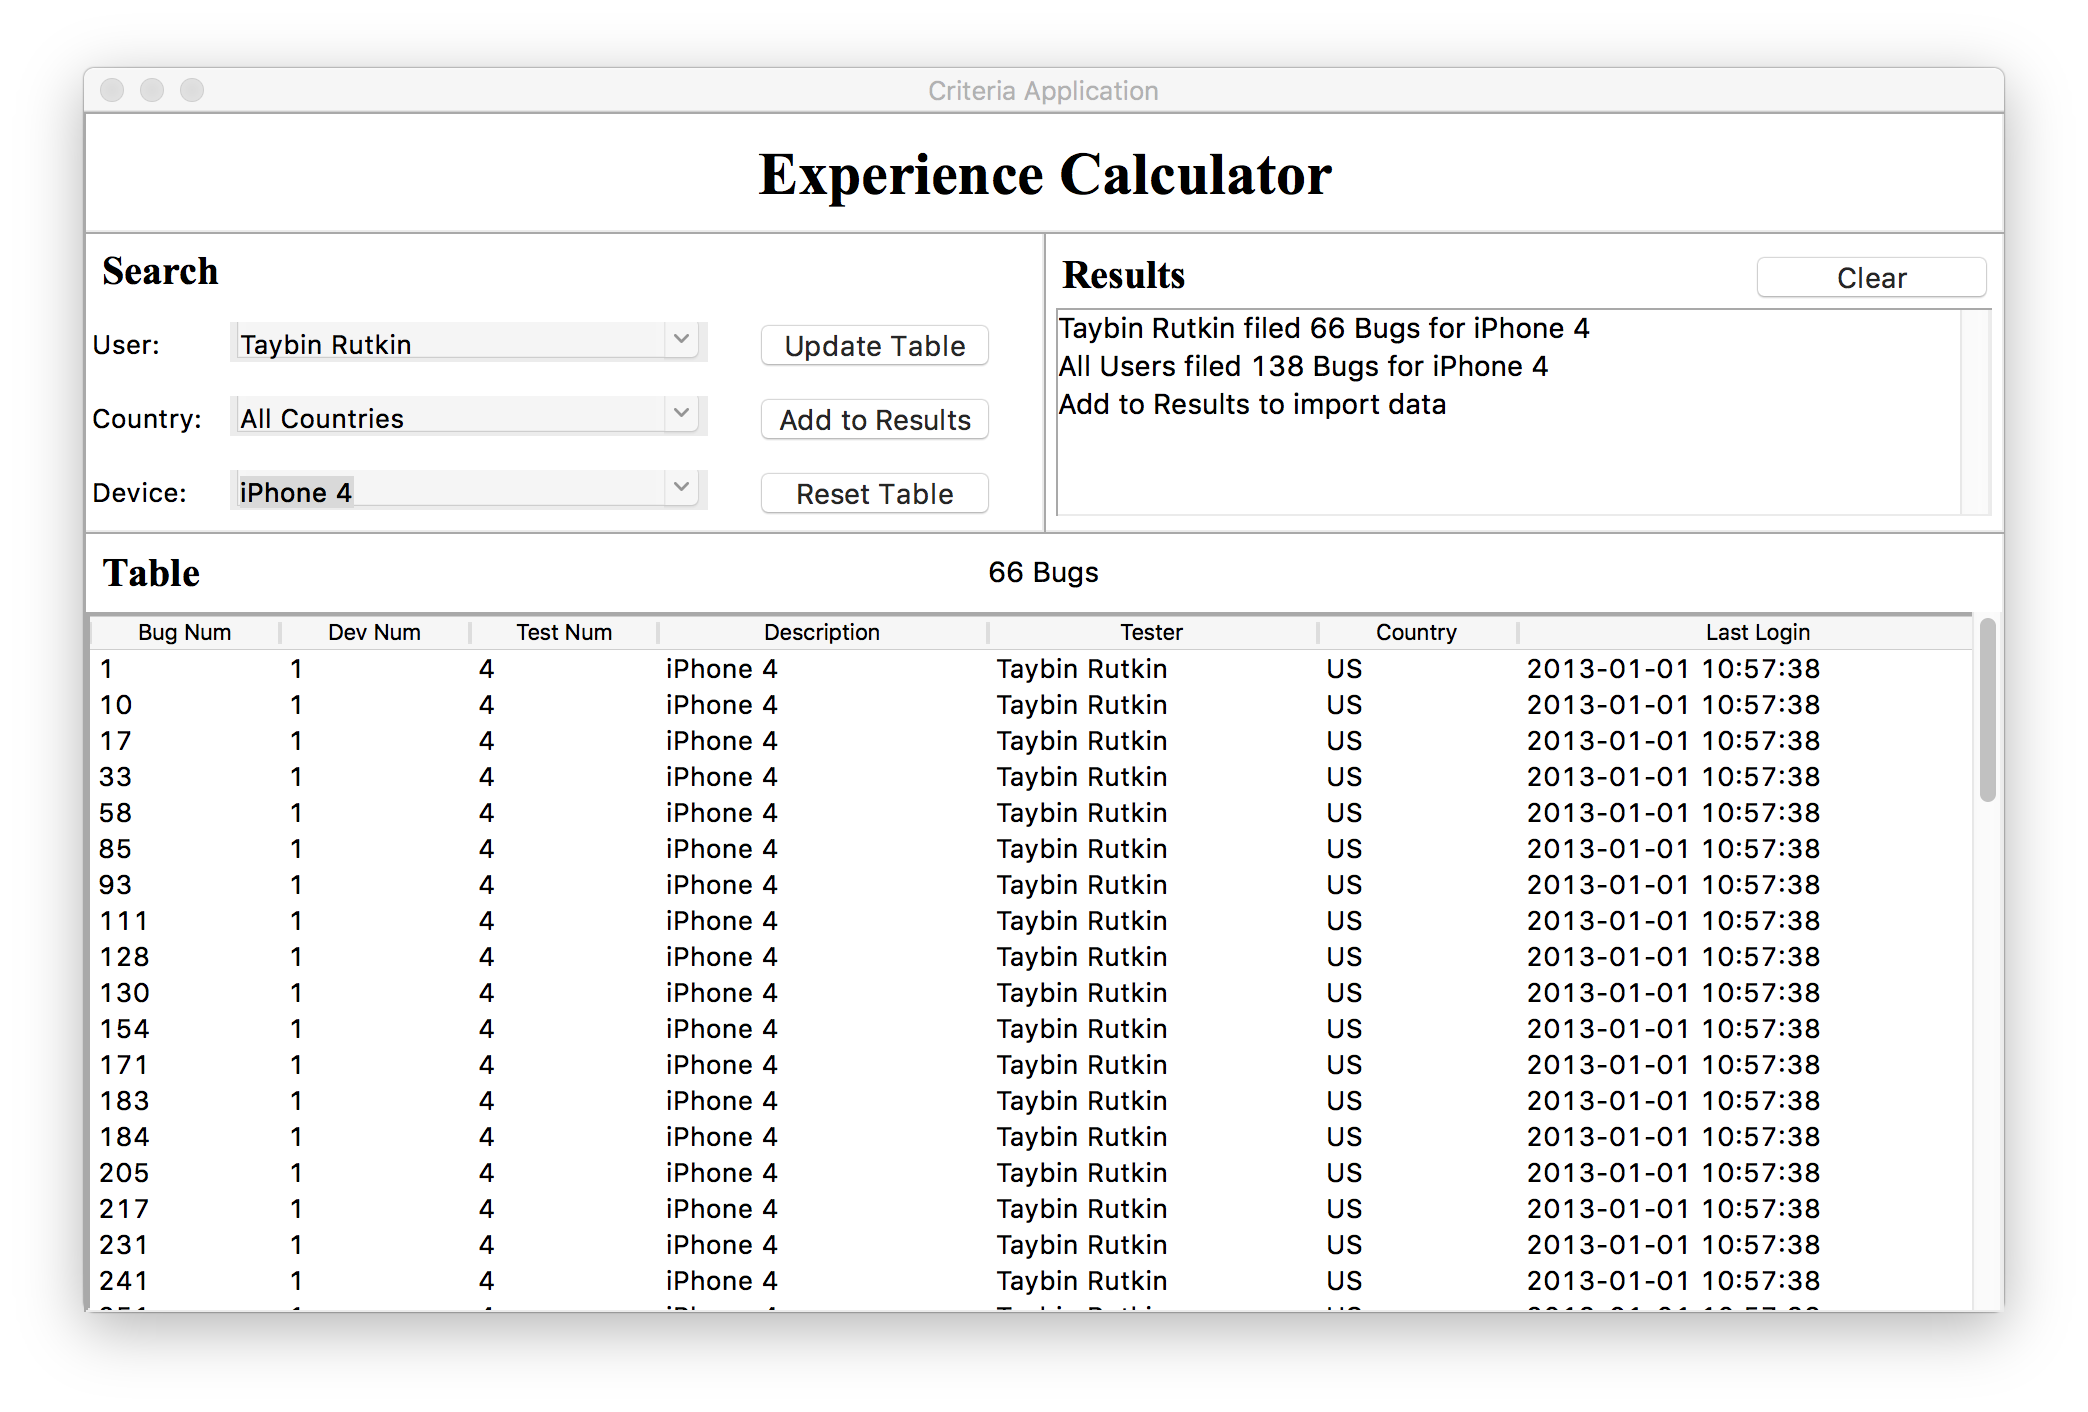 Criteria Application
Experience Calculator
Search
User: Taybin Rutkin Update Table
Country: All Countries Add to Results
Device: iPhone 4 Reset Table
Results Clear
Taybin Rutkin filed 66 Bugs for iPhone 4
All Users filed 138 Bugs for iPhone 4
Add to Results to import data
Table 66 Bugs
Bug Num Dev Num Test Num Description Tester Country Last Login
1 1 4 iPhone 4 Taybin Rutkin US 2013-01-01 10:57:38
10 1 4 iPhone 4 Taybin Rutkin US 2013-01-01 10:57:38
17 1 4 iPhone 4 Taybin Rutkin US 2013-01-01 10:57:38
33 1 4 iPhone 4 Taybin Rutkin US 2013-01-01 10:57:38
58 1 4 iPhone 4 Taybin Rutkin US 2013-01-01 10:57:38
85 1 4 iPhone 4 Taybin Rutkin US 2013-01-01 10:57:38
93 1 4 iPhone 4 Taybin Rutkin US 2013-01-01 10:57:38
111 1 4 iPhone 4 Taybin Rutkin US 2013-01-01 10:57:38
128 1 4 iPhone 4 Taybin Rutkin US 2013-01-01 10:57:38
130 1 4 iPhone 4 Taybin Rutkin US 2013-01-01 10:57:38
154 1 4 iPhone 4 Taybin Rutkin US 2013-01-01 10:57:38
171 1 4 iPhone 4 Taybin Rutkin US 2013-01-01 10:57:38
183 1 4 iPhone 4 Taybin Rutkin US 2013-01-01 10:57:38
184 1 4 iPhone 4 Taybin Rutkin US 2013-01-01 10:57:38
205 1 4 iPhone 4 Taybin Rutkin US 2013-01-01 10:57:38
217 1 4 iPhone 4 Taybin Rutkin US 2013-01-01 10:57:38
231 1 4 iPhone 4 Taybin Rutkin US 2013-01-01 10:57:38
241 1 4 iPhone 4 Taybin Rutkin US 2013-01-01 10:57:38